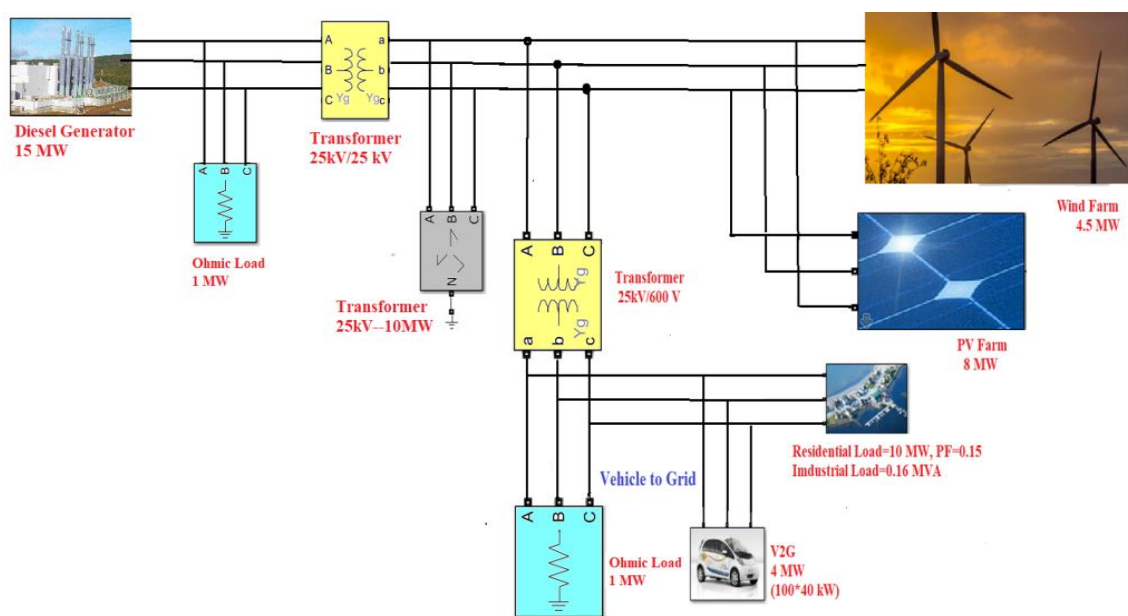 A
B
C
A
B
C
Yg
a
b
Ygc
Diesel Generator
15 MW
Transformer
25kV/25 kV
A
B
C
Ohmic Load
1 MW
A
B
C
N
Transformer
25kV--10MW
A
B
C
Yg
Yg
a
b
c
Transformer
25kV/600 V
Wind Farm
4.5 MW
PV Farm
8 MW
Residential Load=10 MW, PF=0.15
Imdustrial Load=0.16 MVA
Vehicle to Grid
A
B
C
Ohmic Load
1 MW
V2G
4 MW
(100*40 kW)